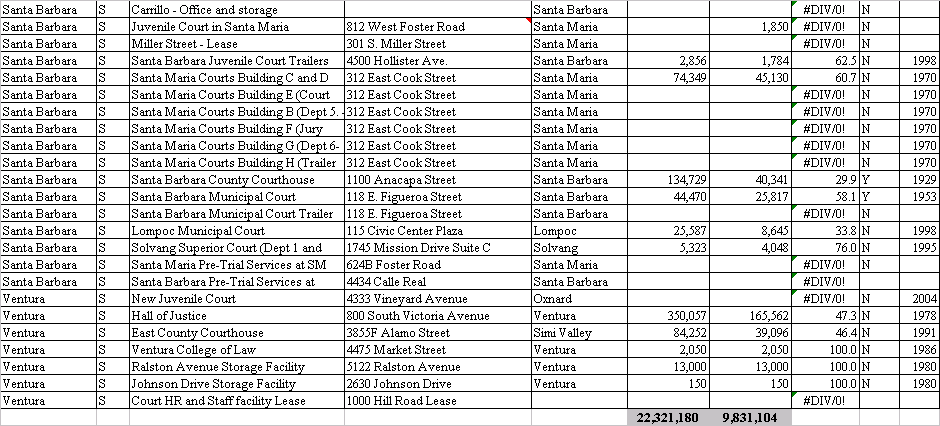 Santa Barbara S Carrillo - Office and storage Santa Barbara #DIV/0! N
Santa Barbara S Juvenile Court in Santa Maria 812 West Foster Road Santa Maria 1,850 #DIV/0! N
Santa Barbara S Miller Street - Lease 301 S. Miller Street Santa Maria #DIV/0! N
Santa Barbara S Santa Barbara Juvenile Court Trailers 4500 Hollister Ave. Santa Barbara 2,856 1,784 62.5 N 1998
Santa Barbara S Santa Maria Courts Building C and D 312 East Cook Street Santa Maria 74,349 45,130 60.7 N 1970
Santa Barbara S Santa Maria Courts Building E (Court 312 East Cook Street Santa Maria #DIV/0! N 1970
Santa Barbara S Santa Maria Courts Building B (Dept 5. - 312 East Cook Street Santa Maria #DIV/0! N 1970
Santa Barbara S Santa Maria Courts Building F (Jury 312 East Cook Street Santa Maria #DIV/0! N 1970
Santa Barbara S Santa Maria Courts Building G (Dept 6- 312 East Cook Street Santa Maria #DIV/0! N 1970
Santa Barbara S Santa Maria Courts Building H (Trailer 312 East Cook Street Santa Maria #DIV/0! N 1970
Santa Barbara S Santa Barbara County Courthouse 1100 Anacapa Street Santa Barbara 134,729 40,341 29.9 Y 1929
Santa Barbara S Santa Barbara Municipal Court 118 E. Figueroa Street Santa Barbara 44,470 25,817 58.1 Y 1953
Santa Barbara S Santa Barbara Municipal Court Trailer 118 E. Figueroa Street Santa Barbara #DIV/0! N
Santa Barbara S Lompoc Municipal Court 115 Civic Center Plaza Lompoc 25,587 8,645 33.8 N 1998
Santa Barbara S Solvang Superior Court (Dept 1 and 1745 Mission Drive Suite C Solvang 5,323 4,048 76.0 N 1995
Santa Barbara S Santa Maria Pre-Trial Services at SM 624B Foster Road Santa Maria #DIV/0! N
Santa Barbara S Santa Barbara Pre-Trial Services at 4434 Calle Real Santa Barbara #DIV/0!
Ventura S New Juvenile Court 4333 Vineyard Avenue Oxnard #DIV/0! N 2004
Ventura S Hall of Justice 800 South Victoria Avenue Ventura 350,057 165,562 47.3 N 1978
Ventura S East County Courthouse 3855F Alamo Street Simi Valley 84,252 39,096 46.4 N 1991
Ventura S Ventura College of Law 4475 Market Street Ventura 2,050 2,050 100.0 N 1986
Ventura S Ralston Avenue Storage Facility 5122 Ralston Avenue Ventura 13,000 13,000 100.0 N 1980
Ventura S Johnson Drive Storage Facility 2630 Johnson Drive Ventura 150 150 100.0 N 1980
Ventura S Court HR and Staff facility Lease 1000 Hill Road Lease #DIV/0!
22,321,180 9,831,104